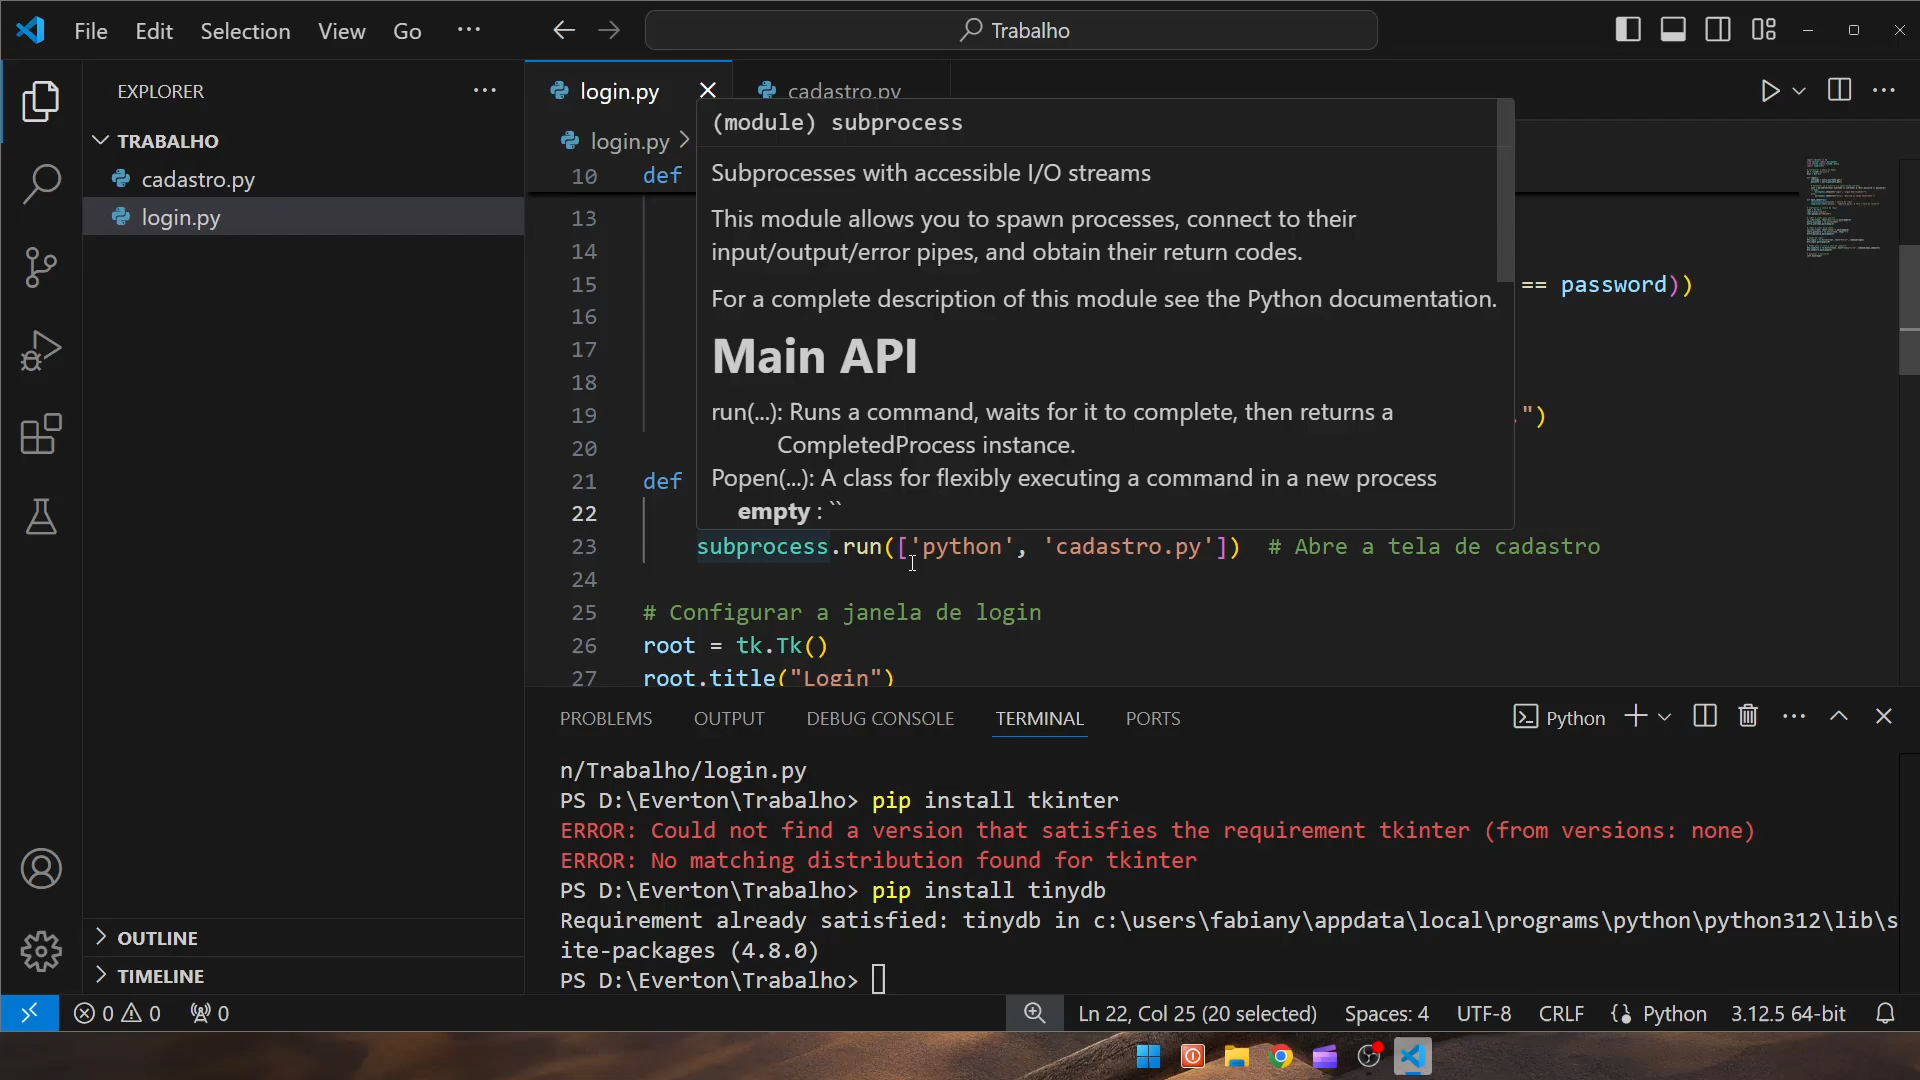 File Edit Selection View Go ···
Trabalho
EXPLORER
TRABALHO
cadastro.py
login.py
OUTLINE
TIMELINE
login.py
cadastro.py
login.py
(module) subprocess
Subprocesses with accessible I/O streams
This module allows you to spawn processes, connect to their
input/output/error pipes, and obtain their return codes.
For a complete description of this module see the Python documentation.
Main API
run(...): Runs a command, waits for it to complete, then returns a
CompletedProcess instance.
Popen(...): A class for flexibly executing a command in a new process
empty : ``
10 def
13
14
15 == password))
16
17
18
19 .")
20
21 def
22
23 subprocess.run(['python', 'cadastro.py']) # Abre a tela de cadastro
24
25 # Configurar a janela de login
26 root = tk.Tk()
27 root.title("Login")
PROBLEMS OUTPUT DEBUG CONSOLE TERMINAL PORTS
Python
n/Trabalho/login.py
PS D:\Everton\Trabalho> pip install tkinter
ERROR: Could not find a version that satisfies the requirement tkinter (from versions: none)
ERROR: No matching distribution found for tkinter
PS D:\Everton\Trabalho> pip install tinydb
Requirement already satisfied: tinydb in c:\users\fabiany\appdata\local\programs\python\python312\lib\s
ite-packages (4.8.0)
PS D:\Everton\Trabalho>
0 0 0
Ln 22, Col 25 (20 selected) Spaces: 4 UTF-8 CRLF Python 3.12.5 64-bit